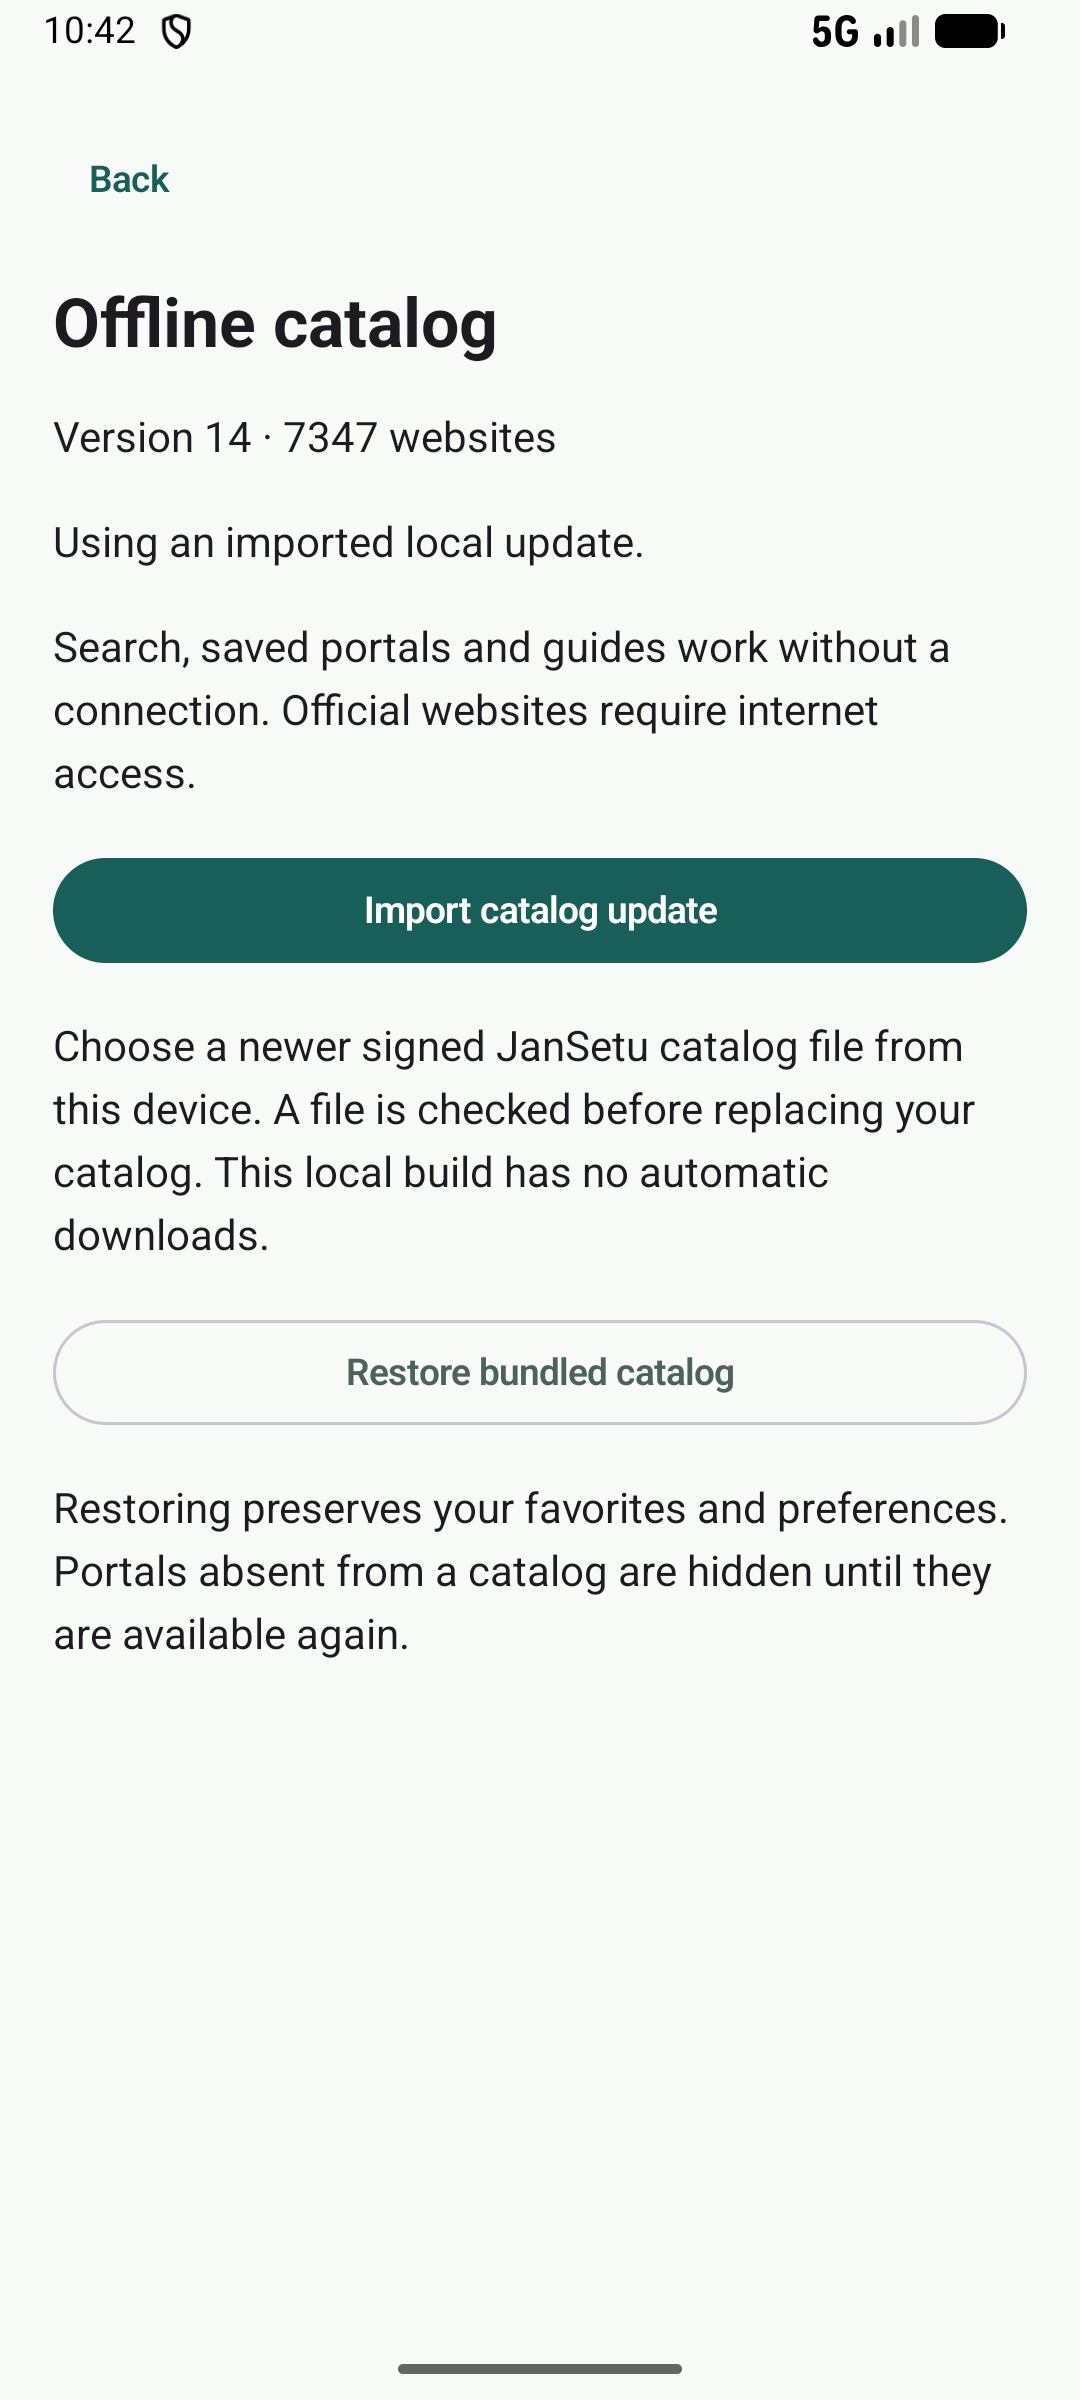 10:42
5G
Back
Offline catalog
Version 14 · 7347 websites
Using an imported local update.
Search, saved portals and guides work without a
connection. Official websites require internet
access.
Import catalog update
Choose a newer signed JanSetu catalog file from
this device. A file is checked before replacing your
catalog. This local build has no automatic
downloads.
Restore bundled catalog
Restoring preserves your favorites and preferences.
Portals absent from a catalog are hidden until they
are available again.